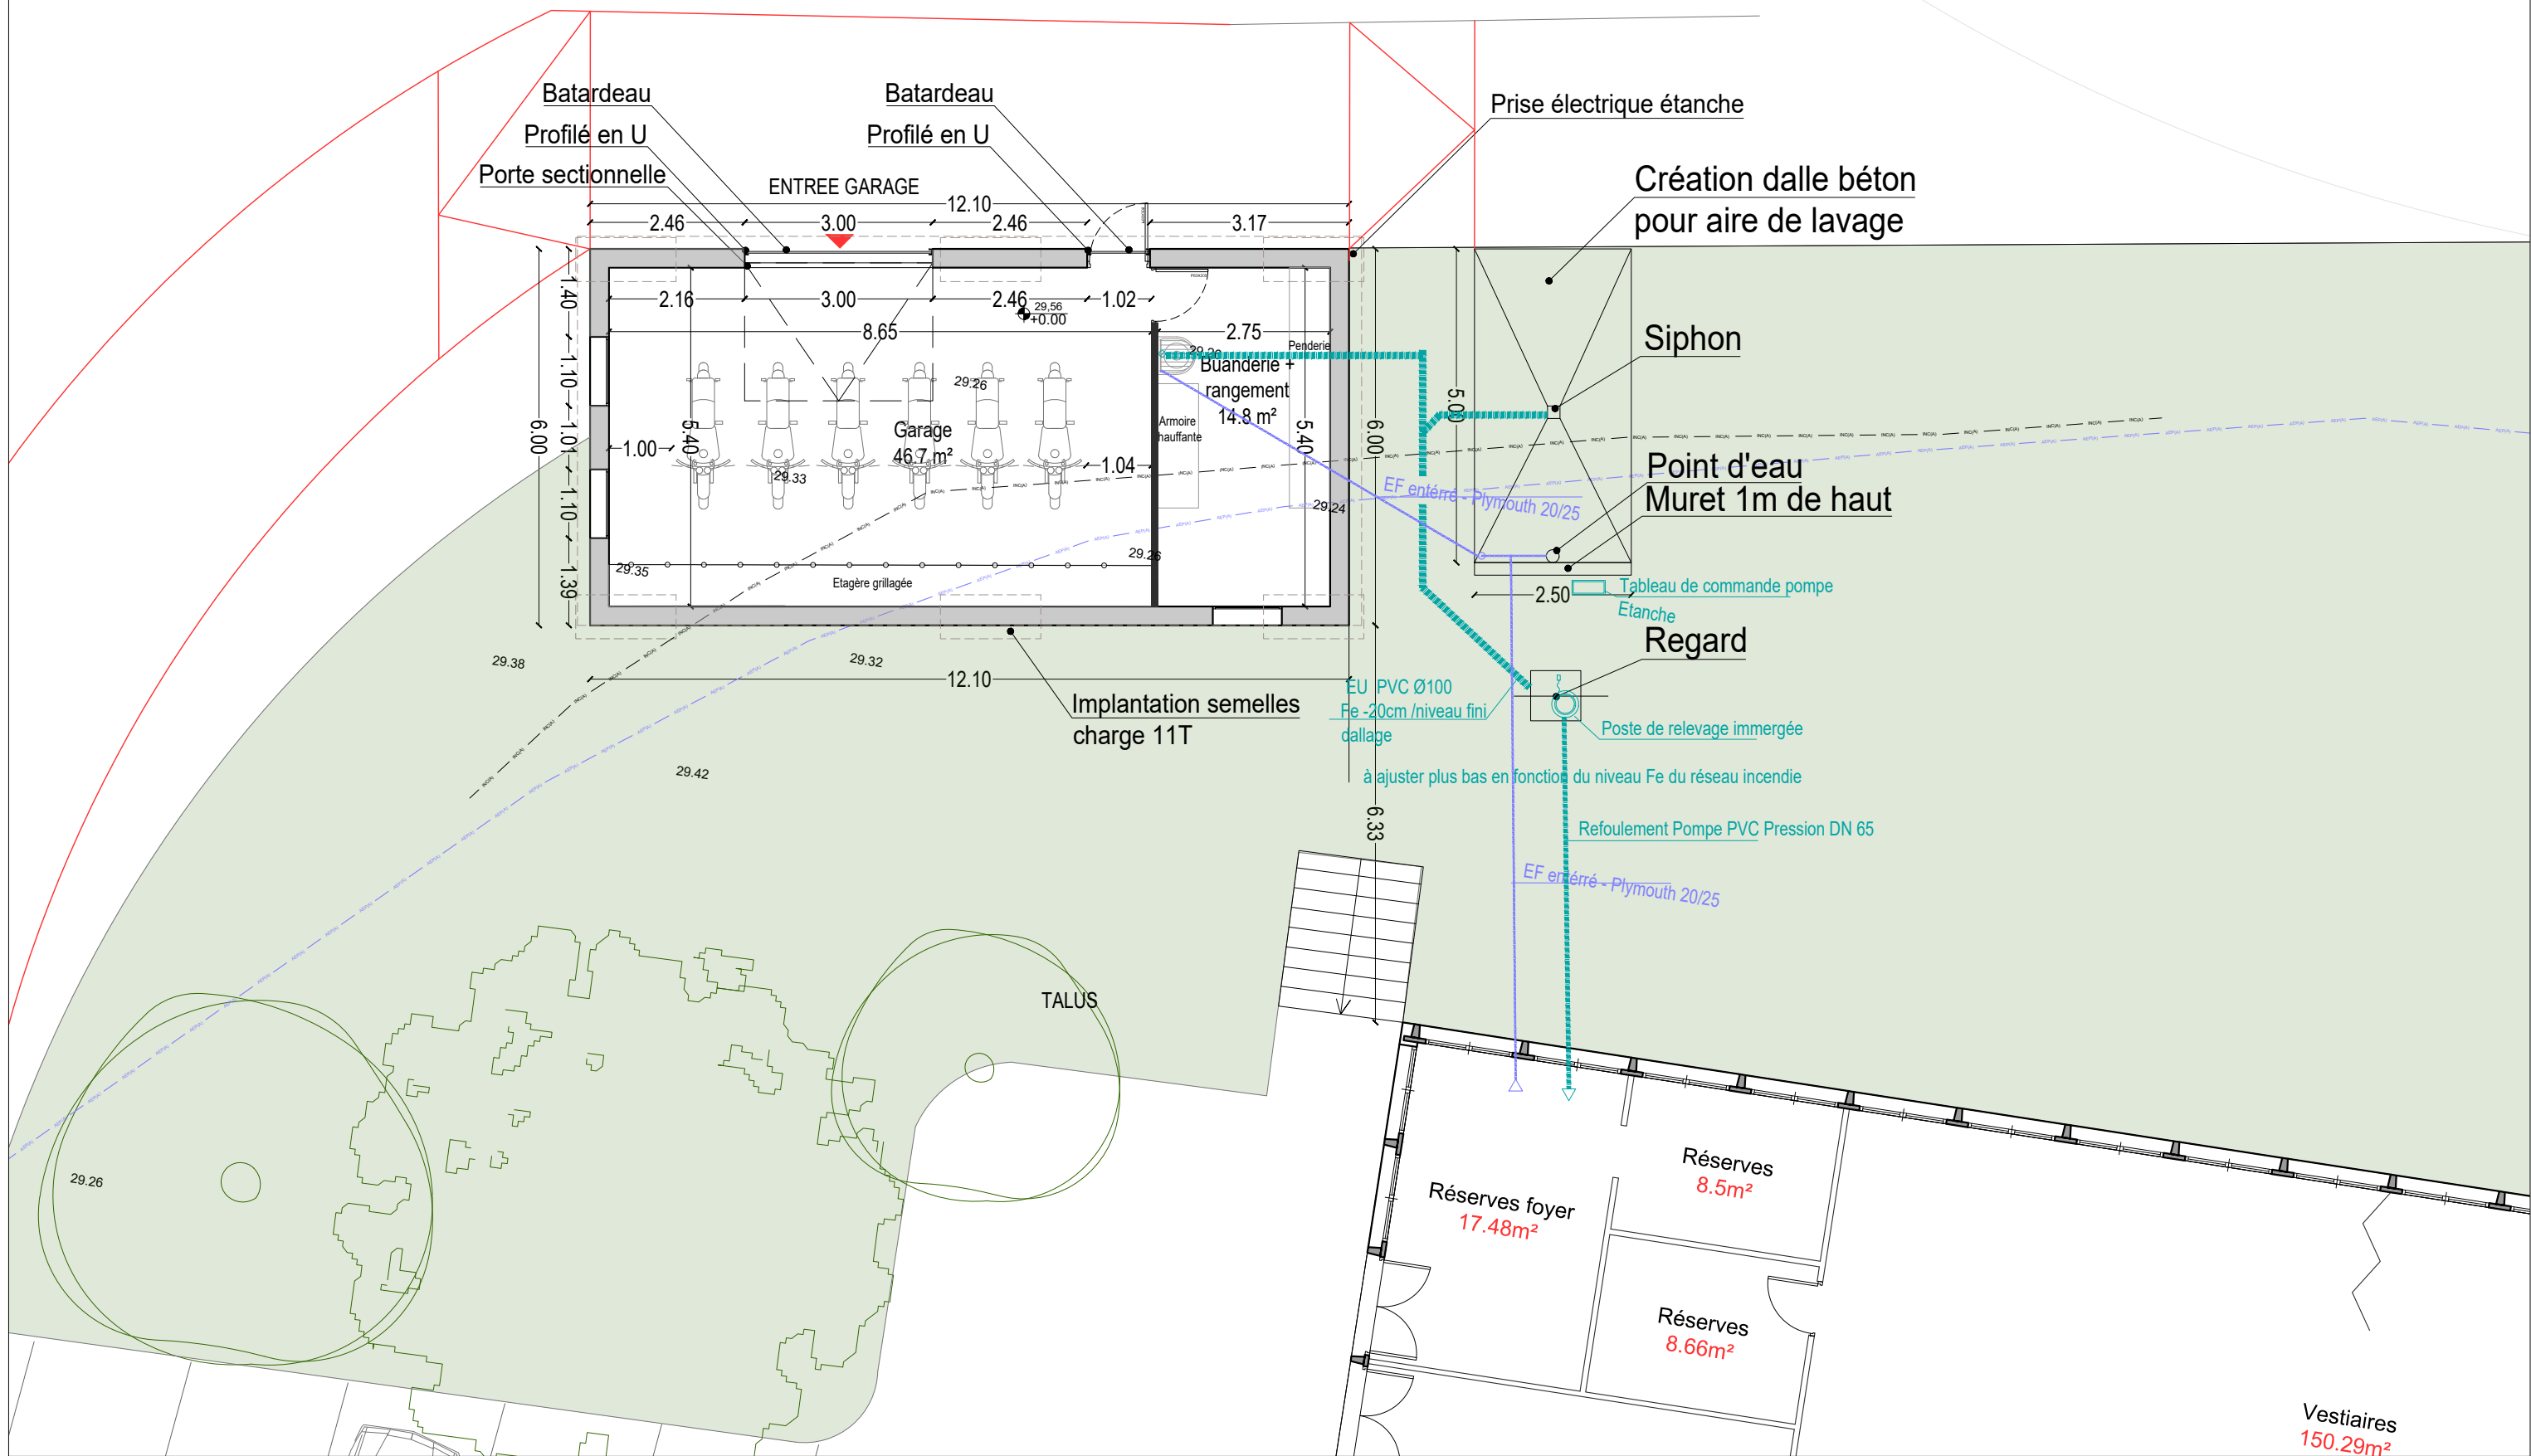 Batardeau
Batardeau
Prise électrique étanche
Profilé en U
Profilé en U
Porte sectionnelle
ENTREE GARAGE
Création dalle béton
pour aire de lavage
12.10
2.46
3.00
2.46
3.17
1.40
1.10
1.01
1.10
1.39
6.00
2.16
3.00
2.46
1.02
29,56
+0.00
8.65
2.75
Penderie
29.26
Buanderie +
rangement
14.8 m²
Siphon
29.26
Garage
46.7 m²
5.40
1.00
1.04
29.33
Armoire
chauffante
5.40
6.00
5.00
Point d'eau
Muret 1m de haut
EF entérré - Plymouth 20/25
29.24
29.26
29.35
Etagère grillagée
2.50
Tableau de commande pompe
Etanche
Regard
29.38
29.32
12.10
Implantation semelles
charge 11T
EU PVC Ø100
Fe -20cm /niveau fini
dallage
Poste de relevage immergée
29.42
à ajuster plus bas en fonction du niveau Fe du réseau incendie
6.33
Refoulement Pompe PVC Pression DN 65
EF entérré - Plymouth 20/25
TALUS
29.26
Réserves
8.5m²
Réserves foyer
17.48m²
Réserves
8.66m²
Vestiaires
150.29m²